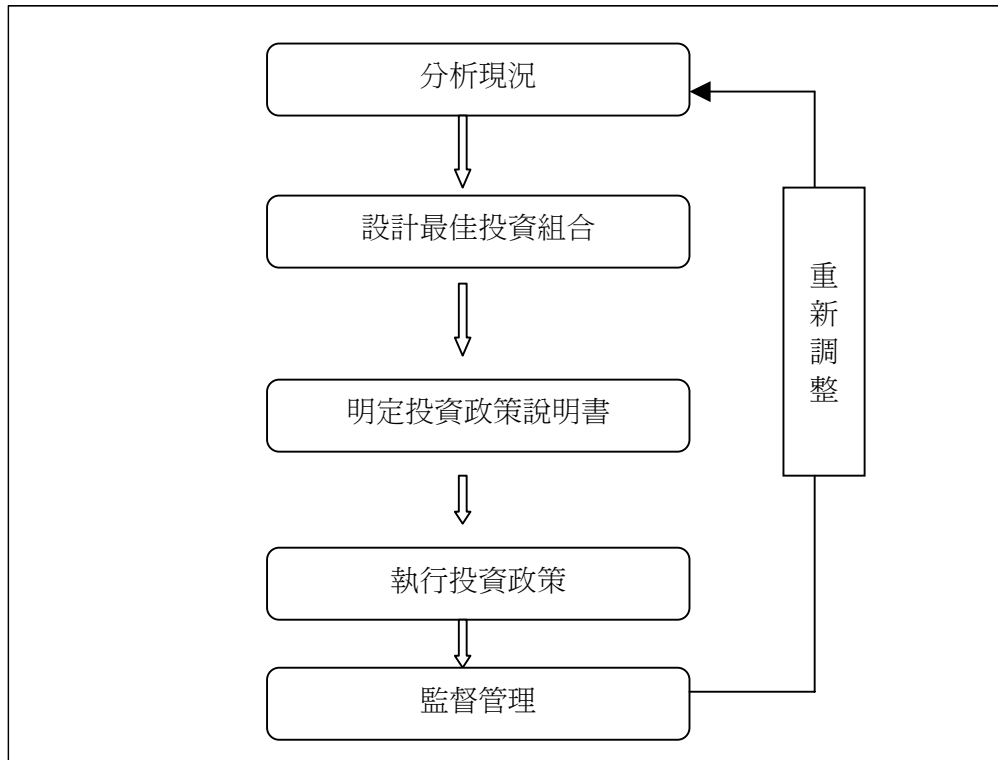 分析現況
設計最佳投資組合
明定投資政策說明書
執行投資政策
監督管理
重新調整